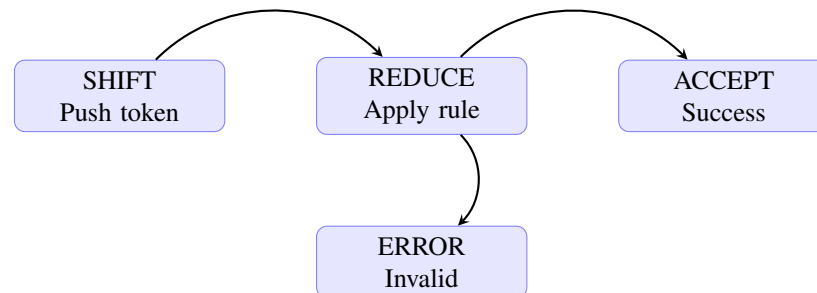 SHIFT
Push token
REDUCE
Apply rule
ACCEPT
Success
ERROR
Invalid